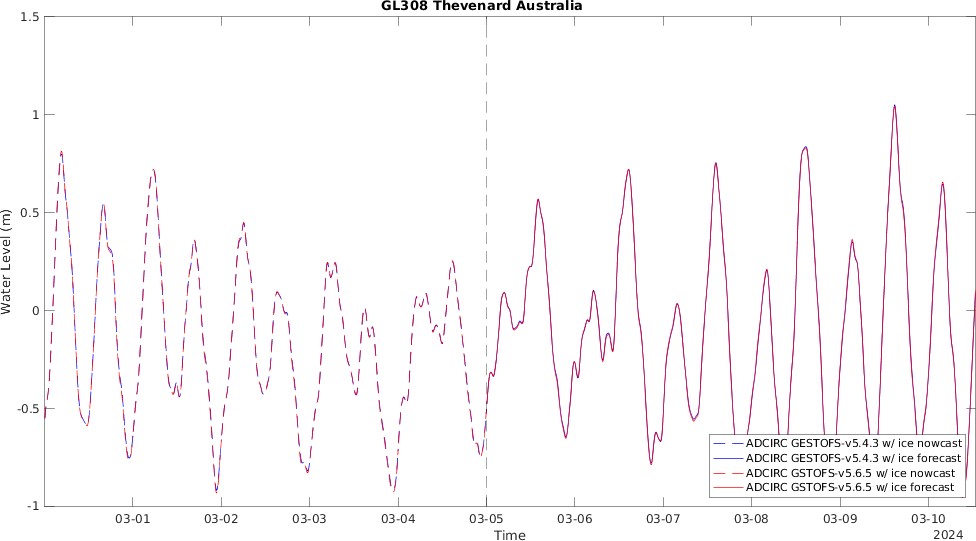 GL308 Thevenard Australia
1.5
1
0.5
0
-0.5
-1
Water Level (m)
ADCIRC GESTOFS-v5.4.3 w/ ice nowcast
ADCIRC GESTOFS-v5.4.3 w/ ice forecast
ADCIRC GSTOFS-v5.6.5 w/ ice nowcast
ADCIRC GSTOFS-v5.6.5 w/ ice forecast
03-01 03-02 03-03 03-04 03-05 03-06 03-07 03-08 03-09 03-10
Time
2024